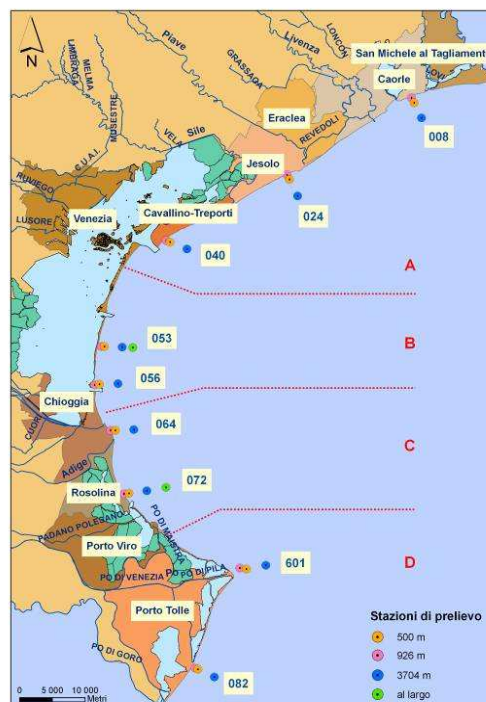 N
Piave
Livenza
LONCON
San Michele al Tagliamento
Caorle
GRASSAGA
LIMBRAGA
MELMA
MUSESTRE
Eraclea
REVEDOLI
008
VELA
Sile
C.U.A.I.
Jesolo
RUVIEGO
024
LUSORE
Venezia
Cavallino-Treporti
040
A
053
B
056
Chioggia
CUORI
064
C
Adige
072
Rosolina
PADANO POLESANO
PO DI MAISTRA
Porto Viro
601
D
PO DI VENEZIA
PO
PO DI PILA
Porto Tolle
PO DI GORO
082
Stazioni di prelievo
500 m
926 m
3704 m
al largo
0 5 000 10 000
Metri